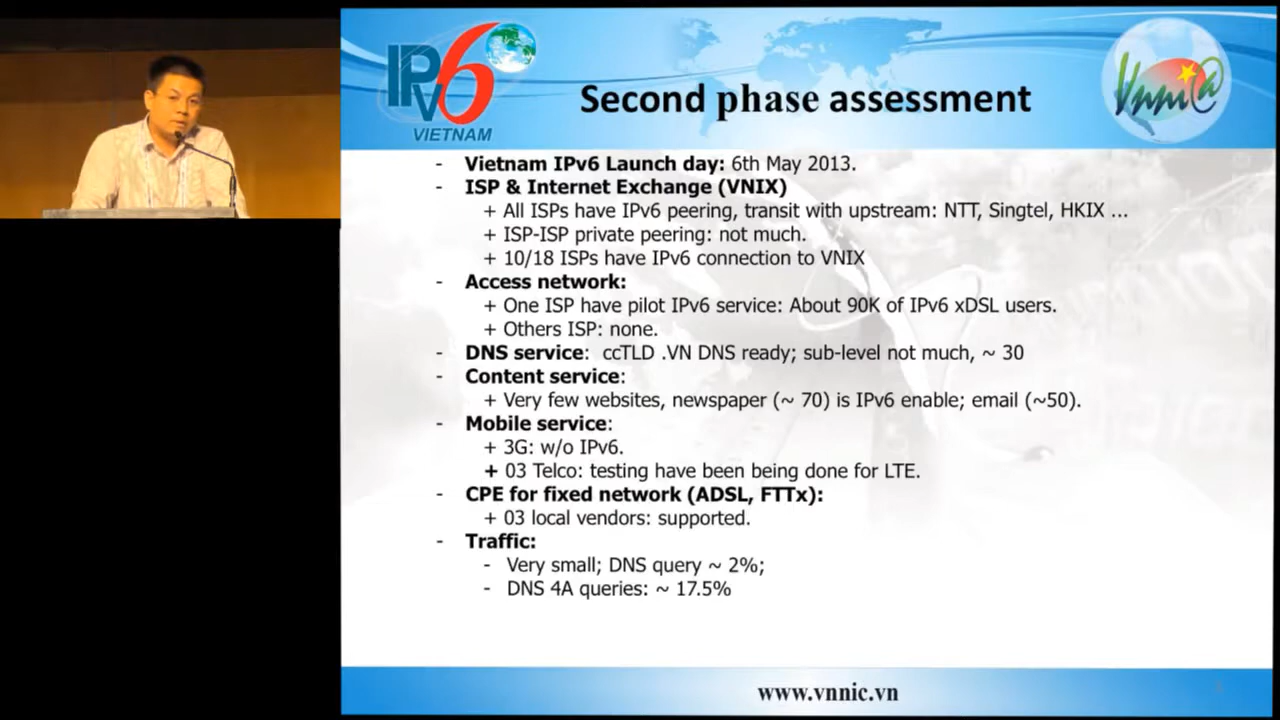 IPv6
VIETNAM
Second phase assessment
Vnnic@
- Vietnam IPv6 Launch day: 6th May 2013.
- ISP & Internet Exchange (VNIX)
+ All ISPs have IPv6 peering, transit with upstream: NTT, Singtel, HKIX ...
+ ISP-ISP private peering: not much.
+ 10/18 ISPs have IPv6 connection to VNIX
- Access network:
+ One ISP have pilot IPv6 service: About 90K of IPv6 xDSL users.
+ Others ISP: none.
- DNS service: ccTLD .VN DNS ready; sub-level not much, ~ 30
- Content service:
+ Very few websites, newspaper (~ 70) is IPv6 enable; email (~50).
- Mobile service:
+ 3G: w/o IPv6.
+ 03 Telco: testing have been being done for LTE.
- CPE for fixed network (ADSL, FTTx):
+ 03 local vendors: supported.
- Traffic:
- Very small; DNS query ~ 2%;
- DNS 4A queries: ~ 17.5%
www.vnnic.vn